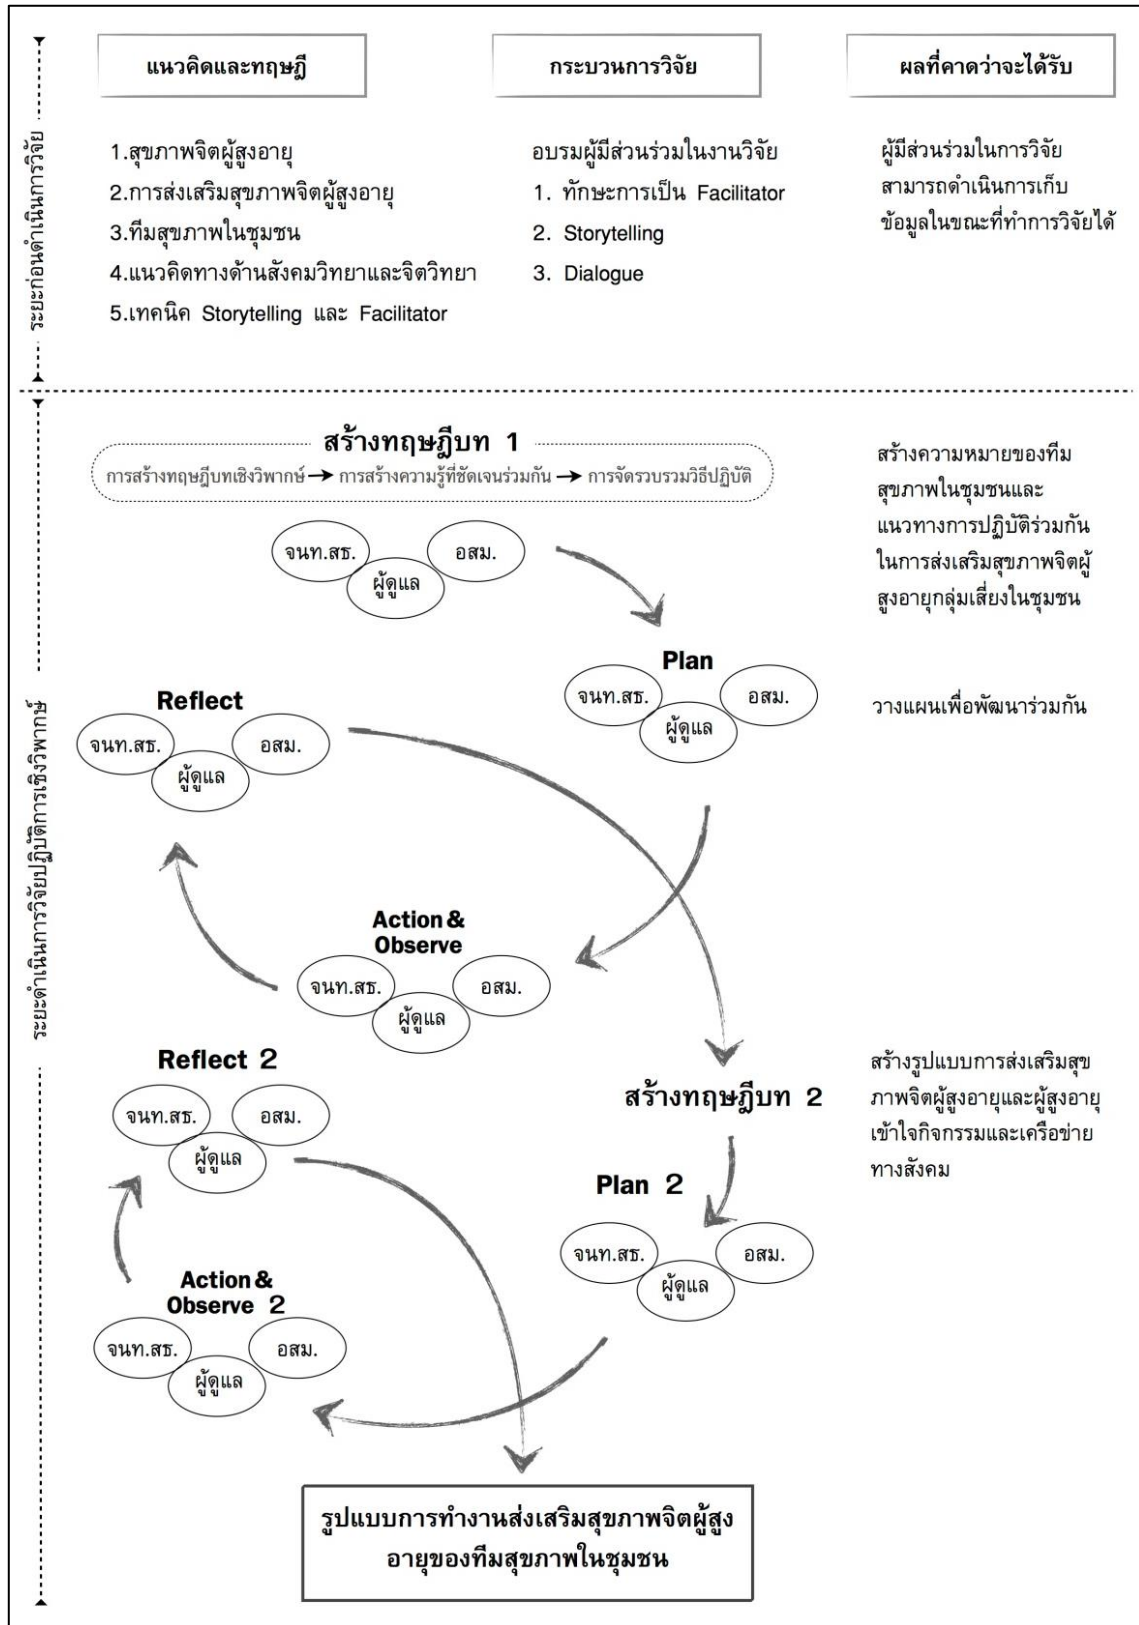 ระยะก่อนดำเนินการวิจัย
แนวคิดและทฤษฎี
กระบวนการวิจัย
ผลที่คาดว่าจะได้รับ
1.สุขภาพจิตผู้สูงอายุ
2.การส่งเสริมสุขภาพจิตผู้สูงอายุ
3.ทีมสุขภาพในชุมชน
4.แนวคิดทางด้านสังคมวิทยาและจิตวิทยา
5.เทคนิค Storytelling และ Facilitator
อบรมผู้มีส่วนร่วมในงานวิจัย
1. ทักษะการเป็น Facilitator
2. Storytelling
3. Dialogue
ผู้มีส่วนร่วมในการวิจัย
สามารถดำเนินการเก็บ
ข้อมูลในขณะที่ทำการวิจัยได้
ระยะดำเนินการวิจัยปฏิบัติการเชิงวิพากษ์
สร้างทฤษฎีบท 1
การสร้างทฤษฎีบทเชิงวิพากษ์ → การสร้างความรู้ที่ชัดเจนร่วมกัน → การจัดรวบรวมวิธีปฏิบัติ
จนท.สธ.
ผู้ดูแล
อสม.
สร้างความหมายของทีม
สุขภาพในชุมชนและ
แนวทางการปฏิบัติร่วมกัน
ในการส่งเสริมสุขภาพจิตผู้
สูงอายุกลุ่มเสี่ยงในชุมชน
Plan
จนท.สธ.
ผู้ดูแล
อสม.
วางแผนเพื่อพัฒนาร่วมกัน
Reflect
จนท.สธ.
ผู้ดูแล
อสม.
Action &
Observe
จนท.สธ.
ผู้ดูแล
อสม.
Reflect 2
จนท.สธ.
ผู้ดูแล
อสม.
สร้างทฤษฎีบท 2
สร้างรูปแบบการส่งเสริมสุข
ภาพจิตผู้สูงอายุและผู้สูงอายุ
เข้าใจกิจกรรมและเครือข่าย
ทางสังคม
Plan 2
จนท.สธ.
ผู้ดูแล
อสม.
Action &
Observe 2
จนท.สธ.
ผู้ดูแล
อสม.
รูปแบบการทำงานส่งเสริมสุขภาพจิตผู้สูง
อายุของทีมสุขภาพในชุมชน